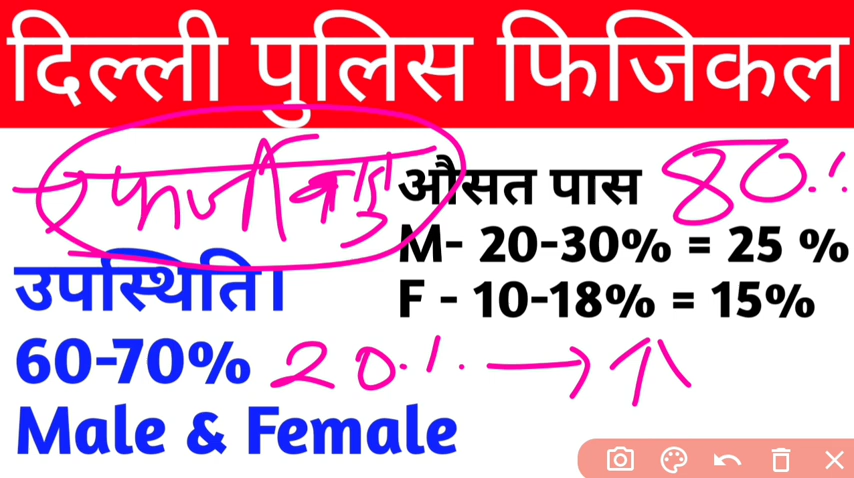 दिल्ली पुलिस फिजिकल
फर्जीवाड़ा
औसत पास 80%
M- 20-30% = 25 %
F - 10-18% = 15%
उपस्थिति।
60-70% 20% → ↑
Male & Female